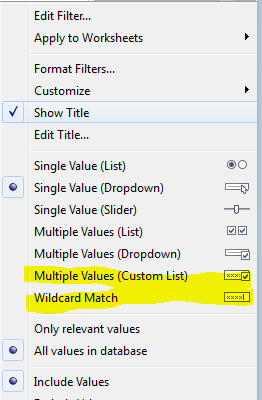 Edit Filter...
Apply to Worksheets
Format Filters...
Customize
Show Title
Edit Title...
Single Value (List)
Single Value (Dropdown)
Single Value (Slider)
Multiple Values (List)
Multiple Values (Dropdown)
Multiple Values (Custom List)
Wildcard Match
Only relevant values
All values in database
Include Values